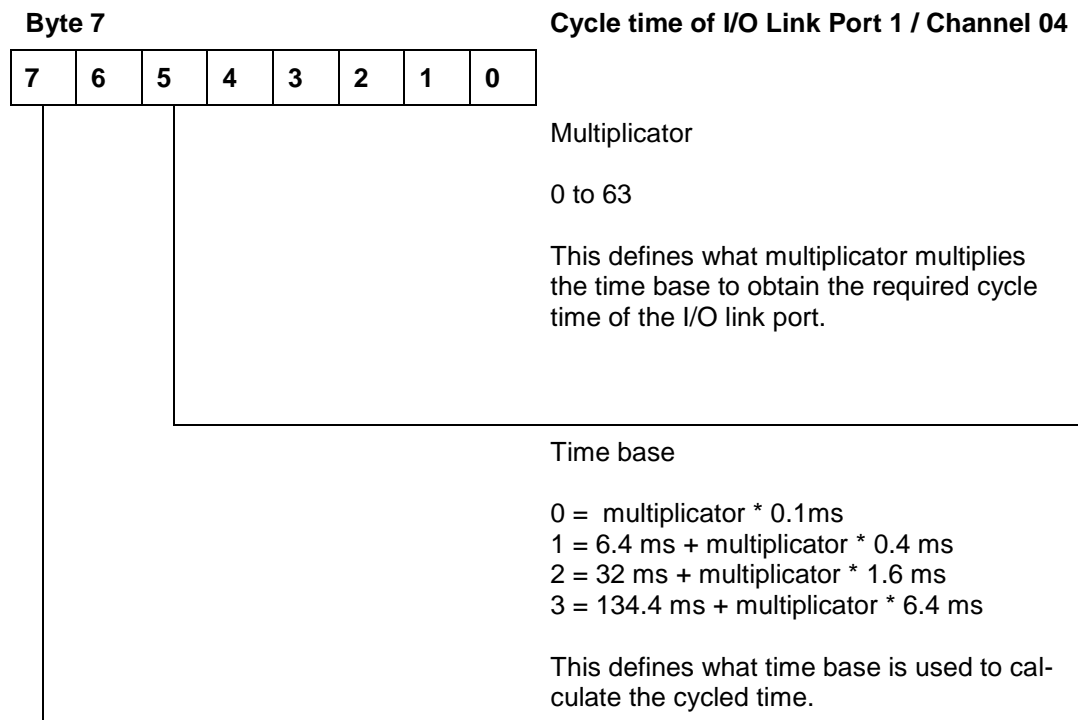 Byte 7 Cycle time of I/O Link Port 1 / Channel 04
7 6 5 4 3 2 1 0
Multiplicator
0 to 63
This defines what multiplicator multiplies
the time base to obtain the required cycle
time of the I/O link port.
Time base
0 = multiplicator * 0.1ms
1 = 6.4 ms + multiplicator * 0.4 ms
2 = 32 ms + multiplicator * 1.6 ms
3 = 134.4 ms + multiplicator * 6.4 ms
This defines what time base is used to cal-
culate the cycled time.